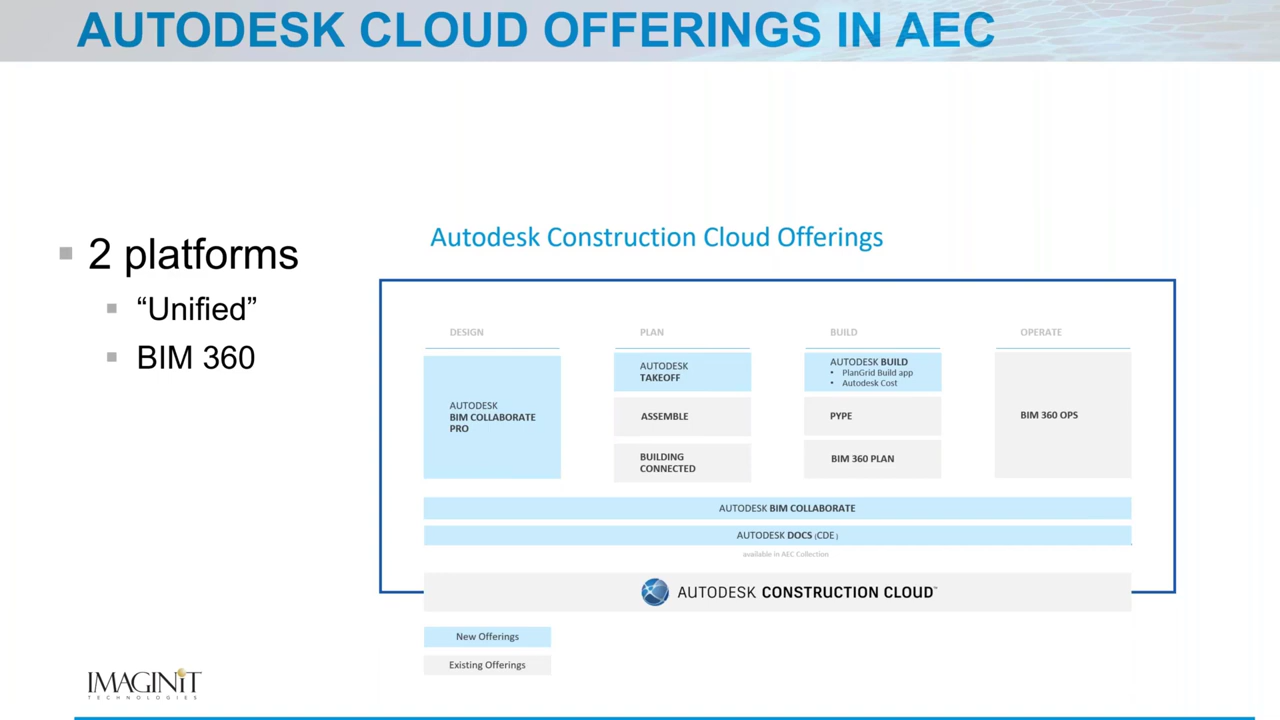 AUTODESK CLOUD OFFERINGS IN AEC
2 platforms
“Unified”
BIM 360
Autodesk Construction Cloud Offerings
DESIGN
PLAN
BUILD
OPERATE
AUTODESK
BIM COLLABORATE
PRO
AUTODESK
TAKEOFF
ASSEMBLE
BUILDING
CONNECTED
AUTODESK BUILD
• PlanGrid Build app
• Autodesk Cost
PYPE
BIM 360 PLAN
BIM 360 OPS
AUTODESK BIM COLLABORATE
AUTODESK DOCS (CDE)
available in AEC Collection
AUTODESK CONSTRUCTION CLOUD™
New Offerings
Existing Offerings
IMAGINiT
TECHNOLOGIES